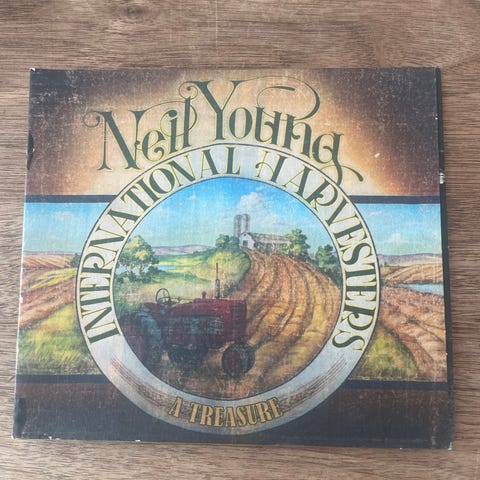 Neil Young
INTERNATIONAL HARVESTERS
A TREASURE